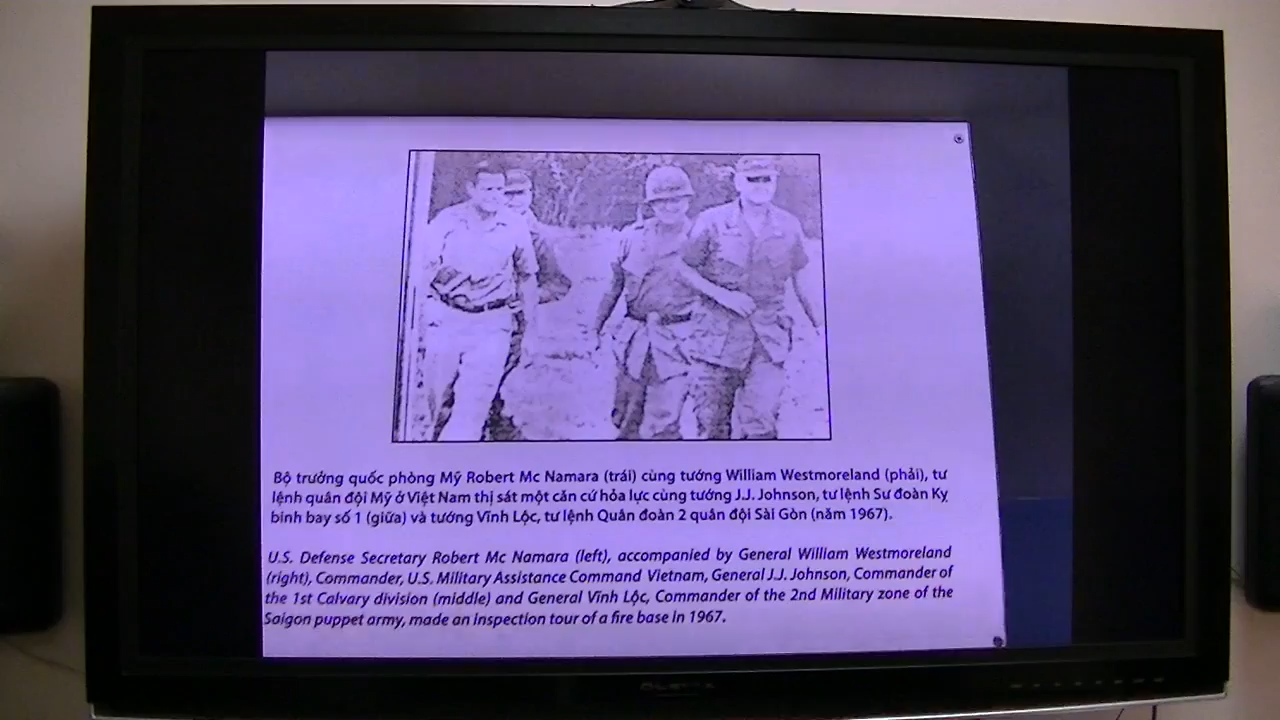 Bộ trưởng quốc phòng Mỹ Robert Mc Namara (trái) cùng tướng William Westmoreland (phải), tư
lệnh quân đội Mỹ ở Việt Nam thị sát một căn cứ hỏa lực cùng tướng J.J. Johnson, tư lệnh Sư đoàn Kỵ
binh bay số 1 (giữa) và tướng Vĩnh Lộc, tư lệnh Quân đoàn 2 quân đội Sài Gòn (năm 1967).
U.S. Defense Secretary Robert Mc Namara (left), accompanied by General William Westmoreland
(right), Commander, U.S. Military Assistance Command Vietnam, General J.J. Johnson, Commander of
the 1st Calvary division (middle) and General Vĩnh Lộc, Commander of the 2nd Military zone of the
Saigon puppet army, made an inspection tour of a fire base in 1967.